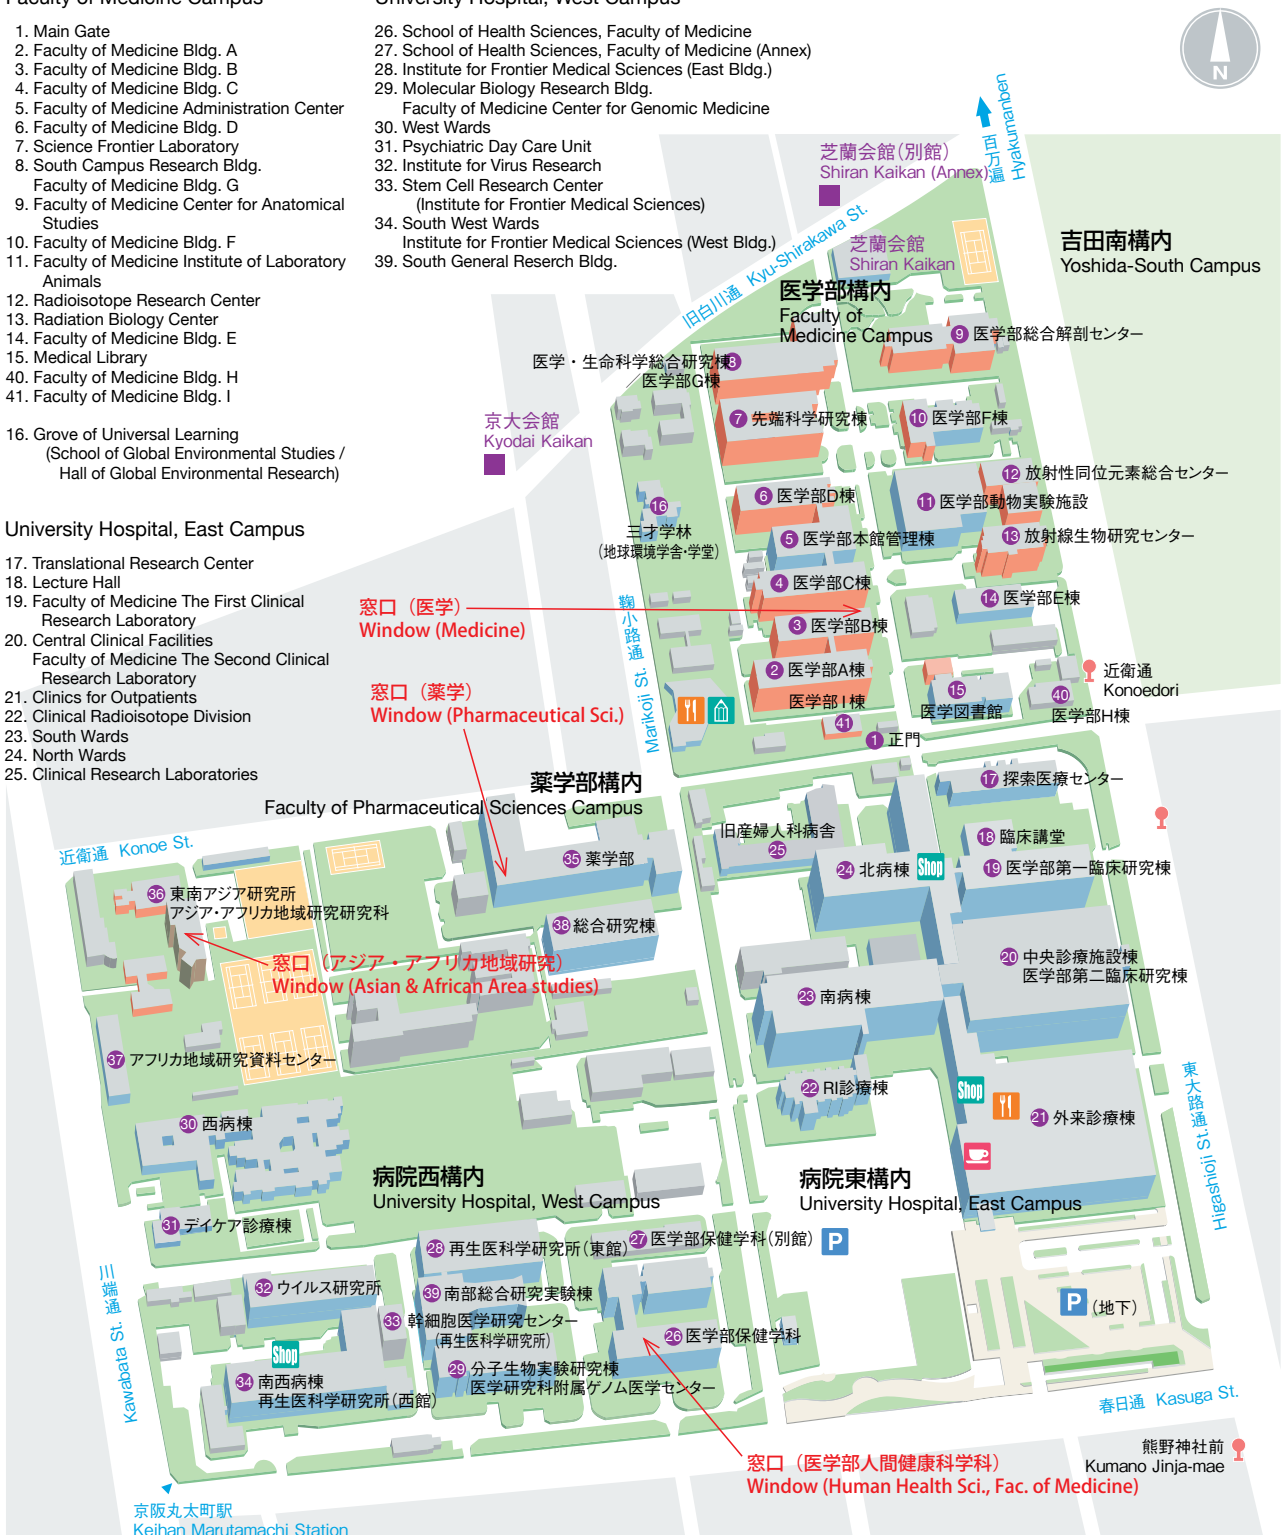 Faculty of Medicine Campus
1. Main Gate
2. Faculty of Medicine Bldg. A
3. Faculty of Medicine Bldg. B
4. Faculty of Medicine Bldg. C
5. Faculty of Medicine Administration Center
6. Faculty of Medicine Bldg. D
7. Science Frontier Laboratory
8. South Campus Research Bldg.
Faculty of Medicine Bldg. G
9. Faculty of Medicine Center for Anatomical
Studies
10. Faculty of Medicine Bldg. F
11. Faculty of Medicine Institute of Laboratory
Animals
12. Radioisotope Research Center
13. Radiation Biology Center
14. Faculty of Medicine Bldg. E
15. Medical Library
40. Faculty of Medicine Bldg. H
41. Faculty of Medicine Bldg. I
16. Grove of Universal Learning
(School of Global Environmental Studies /
Hall of Global Environmental Research)
University Hospital, East Campus
17. Translational Research Center
18. Lecture Hall
19. Faculty of Medicine The First Clinical
Research Laboratory
20. Central Clinical Facilities
Faculty of Medicine The Second Clinical
Research Laboratory
21. Clinics for Outpatients
22. Clinical Radioisotope Division
23. South Wards
24. North Wards
25. Clinical Research Laboratories
University Hospital, West Campus
26. School of Health Sciences, Faculty of Medicine
27. School of Health Sciences, Faculty of Medicine (Annex)
28. Institute for Frontier Medical Sciences (East Bldg.)
29. Molecular Biology Research Bldg.
Faculty of Medicine Center for Genomic Medicine
30. West Wards
31. Psychiatric Day Care Unit
32. Institute for Virus Research
33. Stem Cell Research Center
(Institute for Frontier Medical Sciences)
34. South West Wards
Institute for Frontier Medical Sciences (West Bldg.)
39. South General Reserch Bldg.
N
百万遍
Hyakumanben
芝蘭会館(別館)
Shiran Kaikan (Annex)
旧白川通 Kyu-Shirakawa St.
芝蘭会館
Shiran Kaikan
吉田南構内
Yoshida-South Campus
医学部構内
Faculty of
Medicine Campus
9 医学部総合解剖センター
医学・生命科学総合研究棟
8
／医学部G棟
京大会館
Kyodai Kaikan
7 先端科学研究棟
10 医学部F棟
12 放射性同位元素総合センター
6 医学部D棟
11 医学部動物実験施設
16
三才学林
(地球環境学舎・学堂)
5 医学部本館管理棟
13 放射線生物研究センター
4 医学部C棟
14 医学部E棟
窓口（医学）
Window (Medicine)
鞠小路通 Marikoji St.
3 医学部B棟
2 医学部A棟
近衛通
Konoedori
窓口（薬学）
Window (Pharmaceutical Sci.)
医学部I棟
41
15
医学図書館
40
医学部H棟
1 正門
薬学部構内
Faculty of Pharmaceutical Sciences Campus
17 探索医療センター
近衛通 Konoe St.
旧産婦人科病舎
25
18 臨床講堂
35 薬学部
24 北病棟
Shop
19 医学部第一臨床研究棟
36 東南アジア研究所
アジア・アフリカ地域研究研究科
38 総合研究棟
窓口（アジア・アフリカ地域研究）
Window (Asian & African Area studies)
20 中央診療施設棟
医学部第二臨床研究棟
23 南病棟
37 アフリカ地域研究資料センター
22 RI診療棟
Shop
21 外来診療棟
東大路通 Higashioji St.
30 西病棟
病院西構内
University Hospital, West Campus
病院東構内
University Hospital, East Campus
31 デイケア診療棟
28 再生医科学研究所(東館)
27 医学部保健学科(別館)
P
川端通 Kawabata St.
32 ウイルス研究所
39 南部総合研究実験棟
P (地下)
33 幹細胞医学研究センター
(再生医科学研究所)
26 医学部保健学科
Shop
34 南西病棟
再生医科学研究所(西館)
29 分子生物実験研究棟
医学研究科附属ゲノム医学センター
春日通 Kasuga St.
熊野神社前
Kumano Jinja-mae
窓口（医学部人間健康科学科）
Window (Human Health Sci., Fac. of Medicine)
京阪丸太町駅
Keihan Marutamachi Station